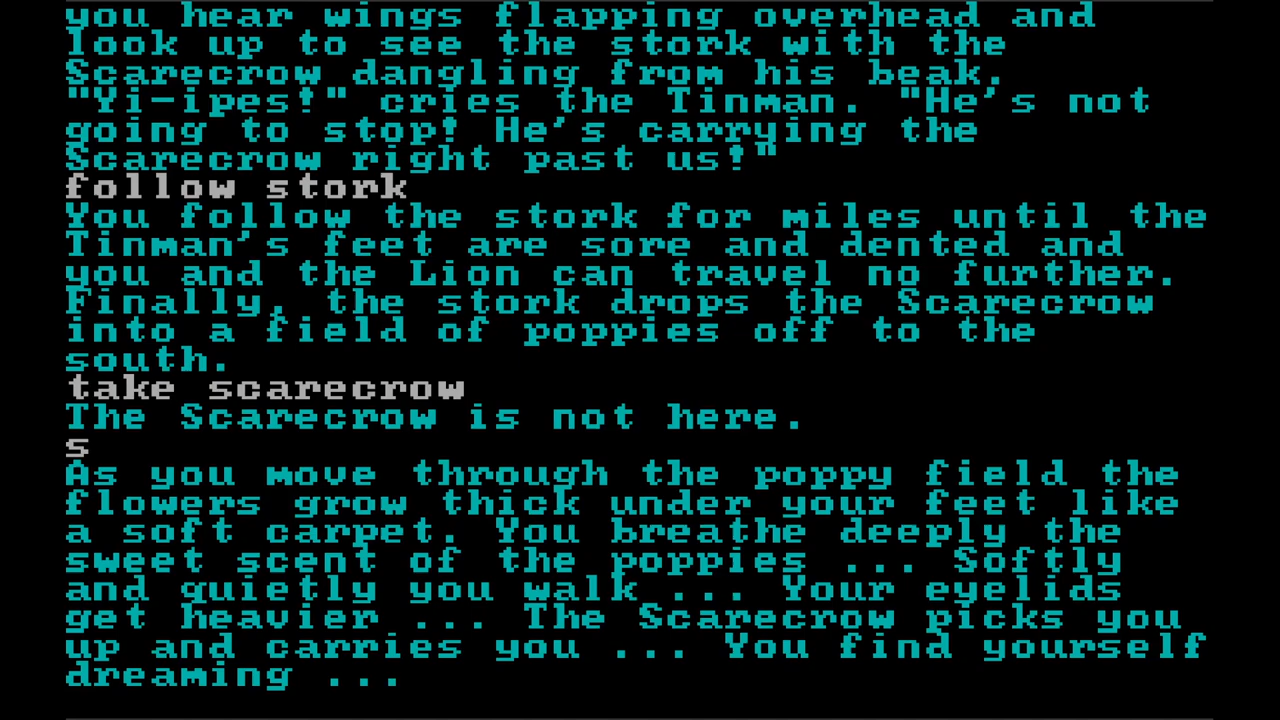 you hear wings flapping overhead and
look up to see the stork with the
Scarecrow dangling from his beak.
"Yi-ipes!" cries the Tinman. "He's not
going to stop! He's carrying the
Scarecrow right past us!"
follow stork
You follow the stork for miles until the
Tinman's feet are sore and dented and
you and the Lion can travel no further.
Finally, the stork drops the Scarecrow
into a field of poppies off to the
south.
take scarecrow
The Scarecrow is not here.
s
As you move through the poppy field the
flowers grow thick under your feet like
a soft carpet. You breathe deeply the
sweet scent of the poppies ... Softly
and quietly you walk ... Your eyelids
get heavier ... The Scarecrow picks you
up and carries you ... You find yourself
dreaming ...